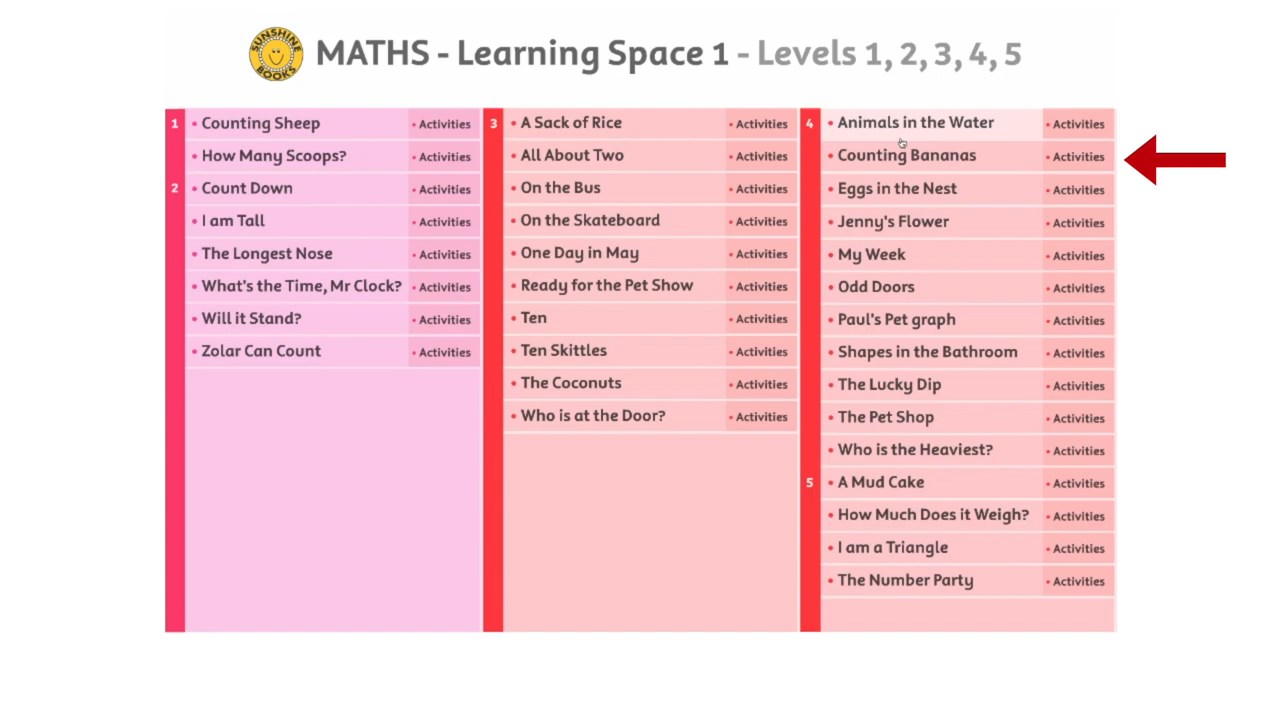 SUNSHINE
BOOKS
MATHS - Learning Space 1 - Levels 1, 2, 3, 4, 5
1 • Counting Sheep • Activities
• How Many Scoops? • Activities
2 • Count Down • Activities
• I am Tall • Activities
• The Longest Nose • Activities
• What's the Time, Mr Clock? • Activities
• Will it Stand? • Activities
• Zolar Can Count • Activities
3 • A Sack of Rice • Activities
• All About Two • Activities
• On the Bus • Activities
• On the Skateboard • Activities
• One Day in May • Activities
• Ready for the Pet Show • Activities
• Ten • Activities
• Ten Skittles • Activities
• The Coconuts • Activities
• Who is at the Door? • Activities
4 • Animals in the Water • Activities
• Counting Bananas • Activities
• Eggs in the Nest • Activities
• Jenny's Flower • Activities
• My Week • Activities
• Odd Doors • Activities
• Paul's Pet graph • Activities
• Shapes in the Bathroom • Activities
• The Lucky Dip • Activities
• The Pet Shop • Activities
• Who is the Heaviest? • Activities
5 • A Mud Cake • Activities
• How Much Does it Weigh? • Activities
• I am a Triangle • Activities
• The Number Party • Activities